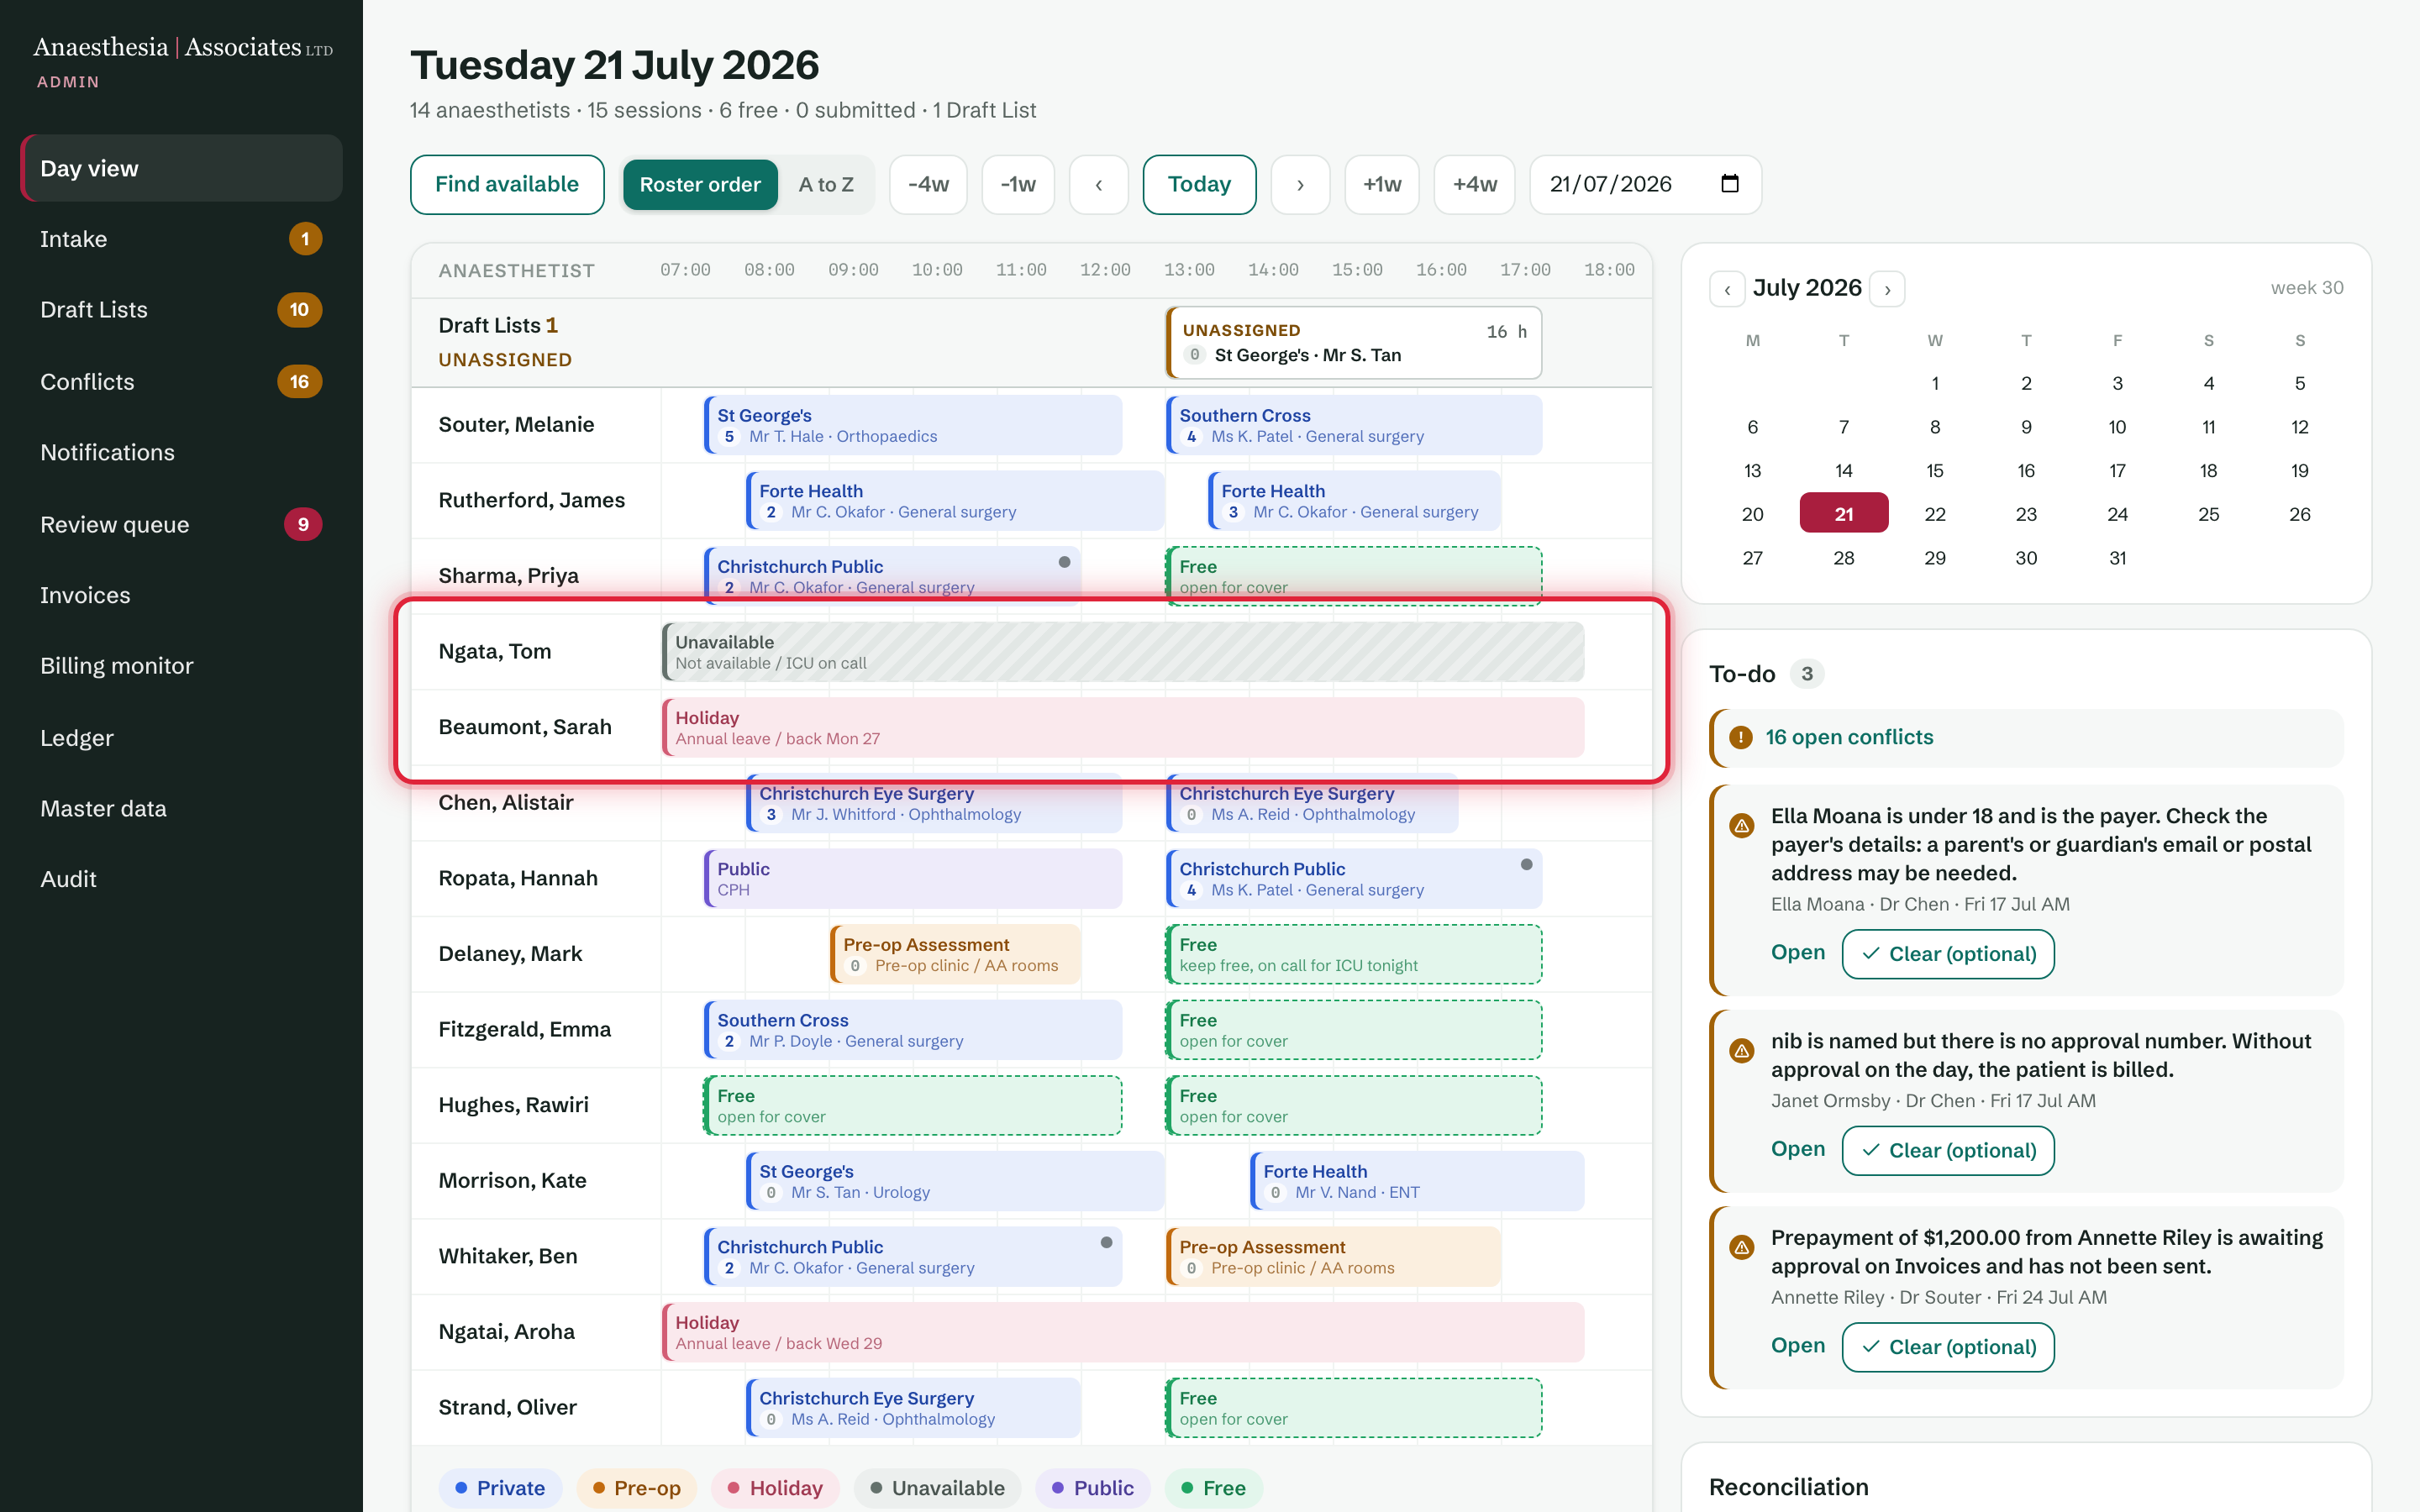 Anaesthesia | Associates LTD
ADMIN
Day view
Intake 1
Draft Lists 10
Conflicts 16
Notifications
Review queue 9
Invoices
Billing monitor
Ledger
Master data
Audit
Tuesday 21 July 2026
14 anaesthetists · 15 sessions · 6 free · 0 submitted · 1 Draft List
Find available Roster order A to Z -4w -1w ‹ Today › +1w +4w 21/07/2026
ANAESTHETIST 07:00 08:00 09:00 10:00 11:00 12:00 13:00 14:00 15:00 16:00 17:00 18:00
Draft Lists 1
UNASSIGNED
UNASSIGNED 16 h
0 St George's · Mr S. Tan
Souter, Melanie
St George's
5 Mr T. Hale · Orthopaedics
Southern Cross
4 Ms K. Patel · General surgery
Rutherford, James
Forte Health
2 Mr C. Okafor · General surgery
Forte Health
3 Mr C. Okafor · General surgery
Sharma, Priya
Christchurch Public
2 Mr C. Okafor · General surgery
Free
open for cover
Ngata, Tom
Unavailable
Not available / ICU on call
Beaumont, Sarah
Holiday
Annual leave / back Mon 27
Chen, Alistair
Christchurch Eye Surgery
3 Mr J. Whitford · Ophthalmology
Christchurch Eye Surgery
0 Ms A. Reid · Ophthalmology
Ropata, Hannah
Public
CPH
Christchurch Public
4 Ms K. Patel · General surgery
Delaney, Mark
Pre-op Assessment
0 Pre-op clinic / AA rooms
Free
keep free, on call for ICU tonight
Fitzgerald, Emma
Southern Cross
2 Mr P. Doyle · General surgery
Free
open for cover
Hughes, Rawiri
Free
open for cover
Free
open for cover
Morrison, Kate
St George's
0 Mr S. Tan · Urology
Forte Health
0 Mr V. Nand · ENT
Whitaker, Ben
Christchurch Public
2 Mr C. Okafor · General surgery
Pre-op Assessment
0 Pre-op clinic / AA rooms
Ngatai, Aroha
Holiday
Annual leave / back Wed 29
Strand, Oliver
Christchurch Eye Surgery
0 Ms A. Reid · Ophthalmology
Free
open for cover
Private Pre-op Holiday Unavailable Public Free
‹ July 2026 › week 30
M T W T F S S
1 2 3 4 5
6 7 8 9 10 11 12
13 14 15 16 17 18 19
20 21 22 23 24 25 26
27 28 29 30 31
To-do 3
16 open conflicts
Ella Moana is under 18 and is the payer. Check the
payer's details: a parent's or guardian's email or postal
address may be needed.
Ella Moana · Dr Chen · Fri 17 Jul AM
Open ✓ Clear (optional)
nib is named but there is no approval number. Without
approval on the day, the patient is billed.
Janet Ormsby · Dr Chen · Fri 17 Jul AM
Open ✓ Clear (optional)
Prepayment of $1,200.00 from Annette Riley is awaiting
approval on Invoices and has not been sent.
Annette Riley · Dr Souter · Fri 24 Jul AM
Open ✓ Clear (optional)
Reconciliation